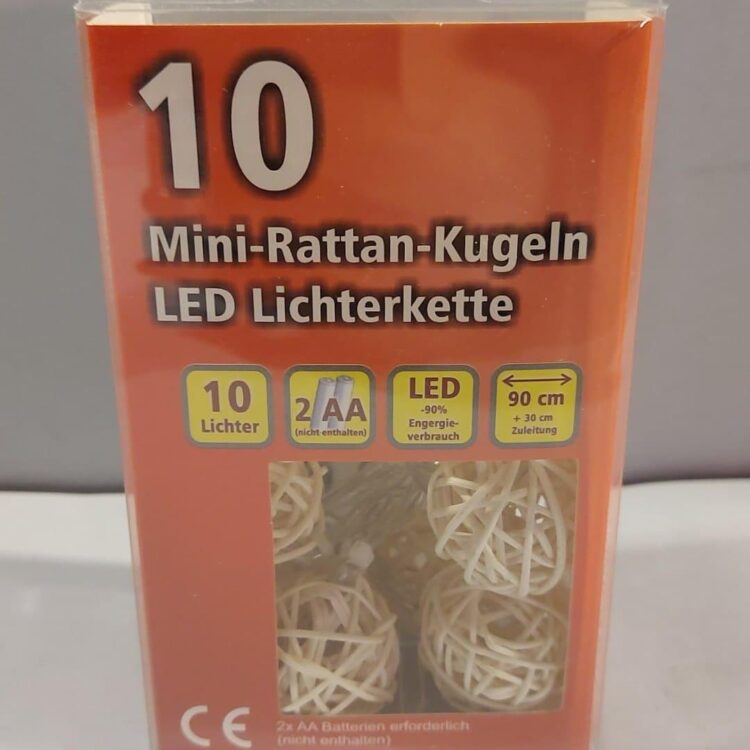 10
Mini-Rattan-Kugeln
LED Lichterkette
10
Lichter
2 AA
(nicht enthalten)
LED
-90%
Engergie-
verbrauch
90 cm
+ 30 cm
Zuleitung
CE
2x AA Batterien erforderlich
(nicht enthalten)